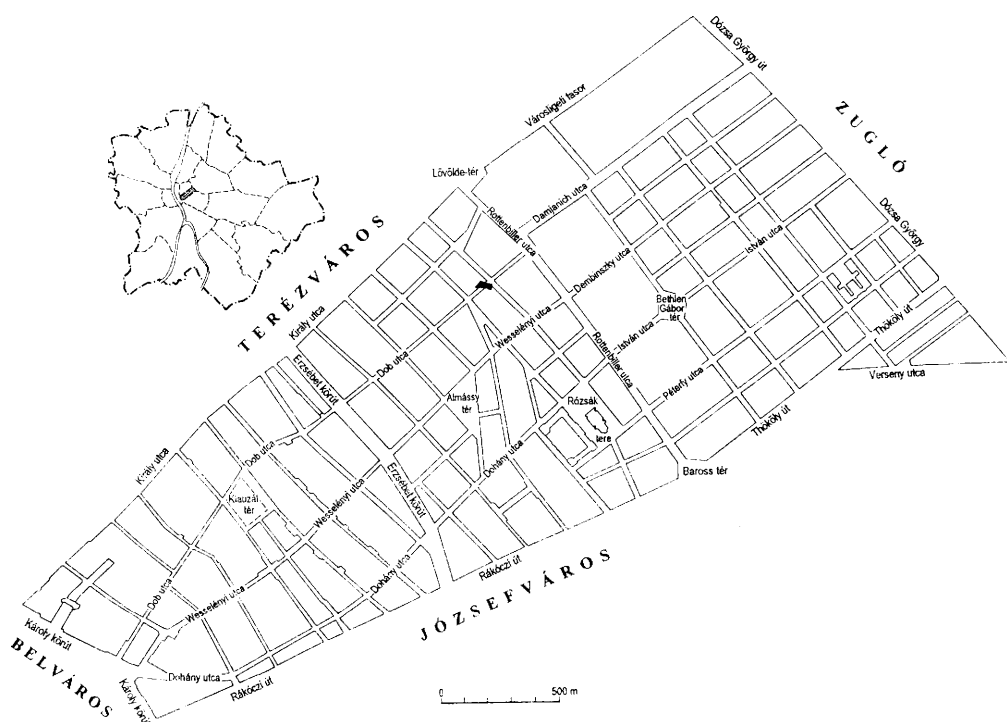 Dózsa György út
ZUGLÓ
Városligeti fasor
Lövölde-tér
Damjanich utca
Rottenbiller utca
Dózsa György
István utca
TERÉZVÁROS
Dembinszky utca
Bethlen
Gábor
tér
Király utca
Wesselényi utca
Rottenbiller utca
István utca
Thököly út
Dob utca
Erzsébet körút
Verseny utca
Péterfy utca
Almássy
tér
Rózsák
tere
Thököly út
Dob utca
Király utca
Dohány utca
Baross tér
Erzsébet körút
Klauzál
tér
Wesselényi utca
Rákóczi út
Dohány utca
JÓZSEFVÁROS
Dob utca
Wesselényi utca
Károly körút
BELVÁROS
Dohány utca
Rákóczi út
Károly körút
0 500 m